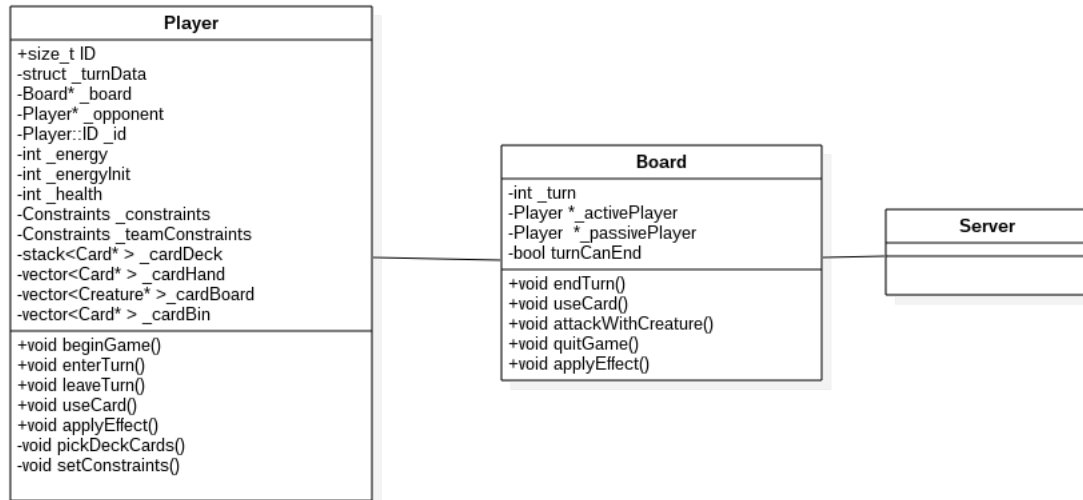 Player
+size_t ID
-struct _turnData
-Board* _board
-Player* _opponent
-Player::ID _id
-int _energy
-int _energyInit
-int _health
-Constraints _constraints
-Constraints _teamConstraints
-stack<Card* > _cardDeck
-vector<Card* > _cardHand
-vector<Creature* >_cardBoard
-vector<Card* > _cardBin
+void beginGame()
+void enterTurn()
+void leaveTurn()
+void useCard()
+void applyEffect()
-void pickDeckCards()
-void setConstraints()
Board
-int _turn
-Player *_activePlayer
-Player  *_passivePlayer
-bool turnCanEnd
+void endTurn()
+void useCard()
+void attackWithCreature()
+void quitGame()
+void applyEffect()
Server